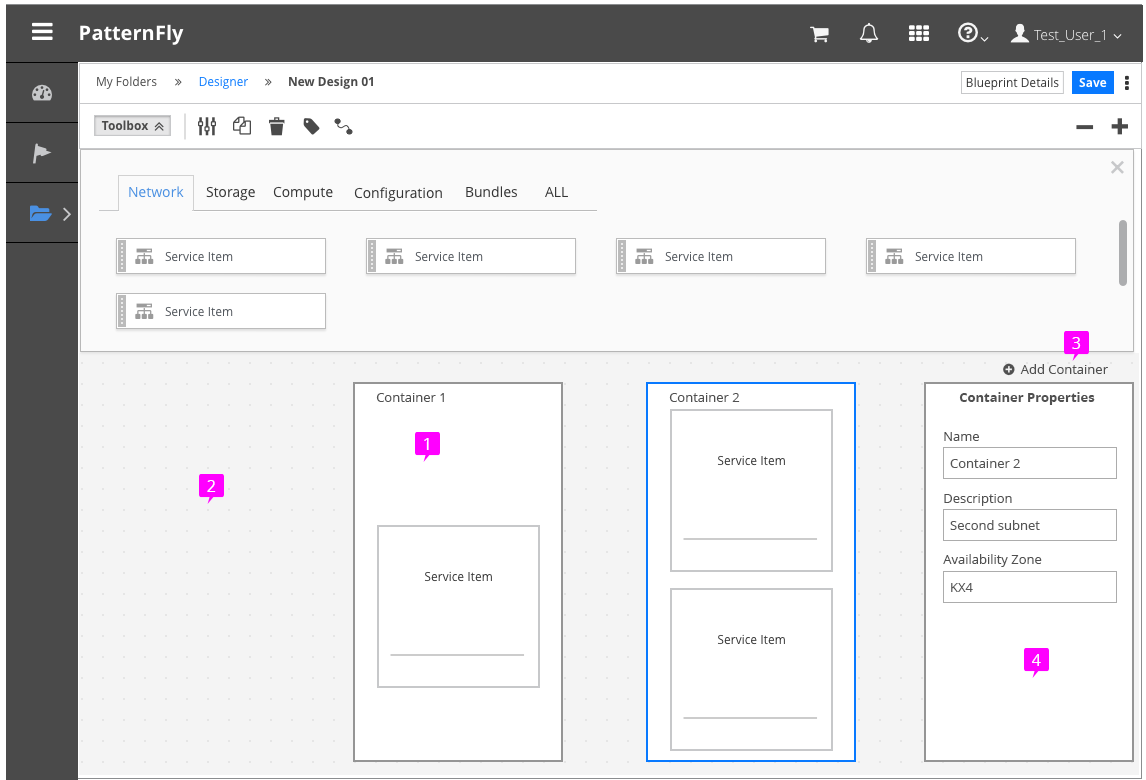 PatternFly
Test_User_1
My Folders » Designer » New Design 01
Blueprint Details
Save
Toolbox
Network Storage Compute Configuration Bundles ALL
Service Item
Service Item
Service Item
Service Item
Service Item
3
Add Container
Container 1
1
2
Service Item
Container 2
Service Item
Service Item
Container Properties
Name
Container 2
Description
Second subnet
Availability Zone
KX4
4